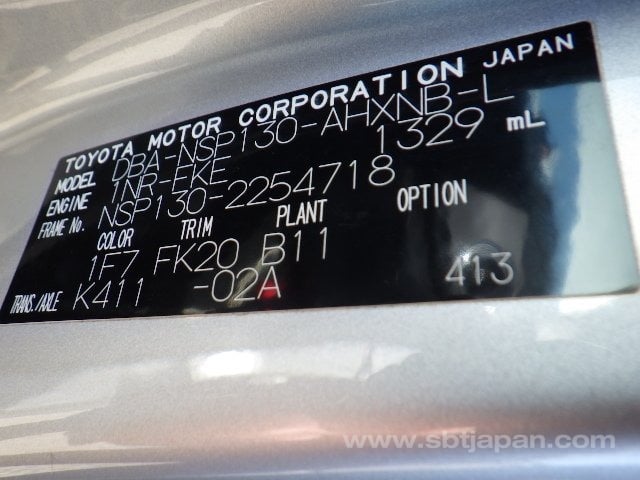 TOYOTA MOTOR CORPORATION JAPAN
MODEL DBA-NSP130-AHXNB-L
ENGINE 1NR-FKE 1329 mL
FRAME No. NSP130-2254718
COLOR TRIM PLANT OPTION
1F7 FK20 B11
TRANS./AXLE K411 -02A 413
www.sbtjapan.com